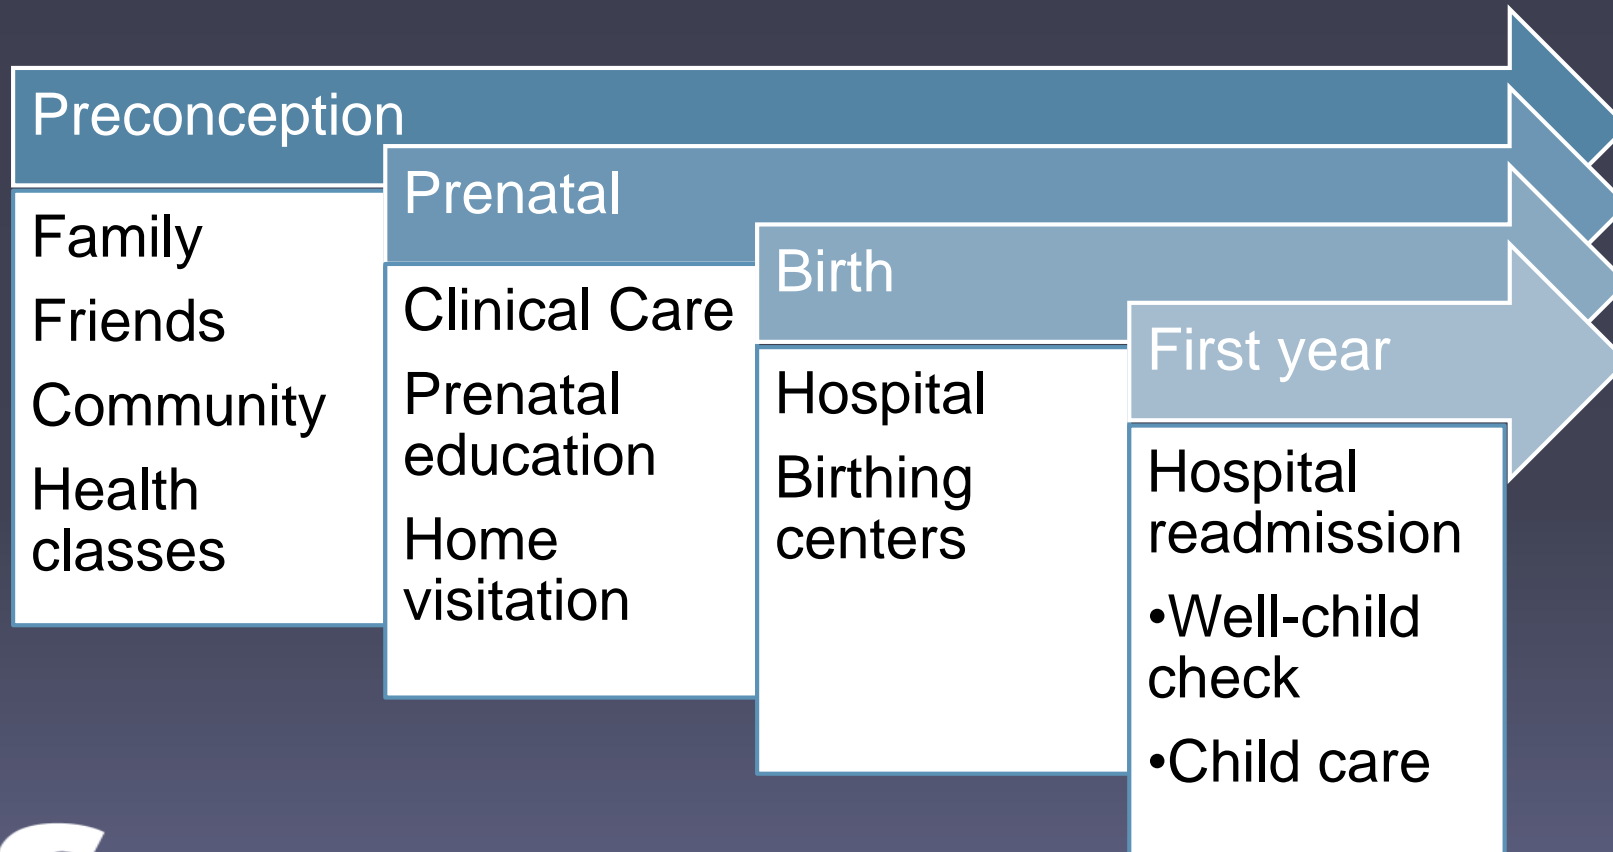 Preconception
Family
Friends
Community
Health
classes
Prenatal
Clinical Care
Prenatal
education
Home
visitation
Birth
Hospital
Birthing
centers
First year
Hospital
readmission
•Well-child
check
•Child care